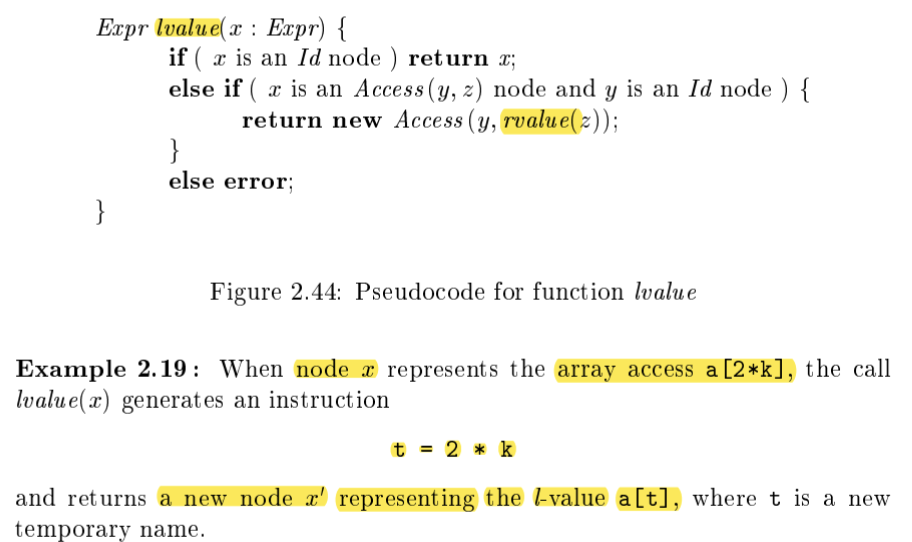 Expr lvalue(x : Expr) {
if ( x is an Id node ) return x;
else if ( x is an Access(y, z) node and y is an Id node ) {
return new Access(y, rvalue(z));
}
else error;
}
Figure 2.44: Pseudocode for function lvalue
Example 2.19: When node x represents the array access a[2*k], the call
lvalue(x) generates an instruction
t = 2 * k
and returns a new node x′ representing the l-value a[t], where t is a new
temporary name.